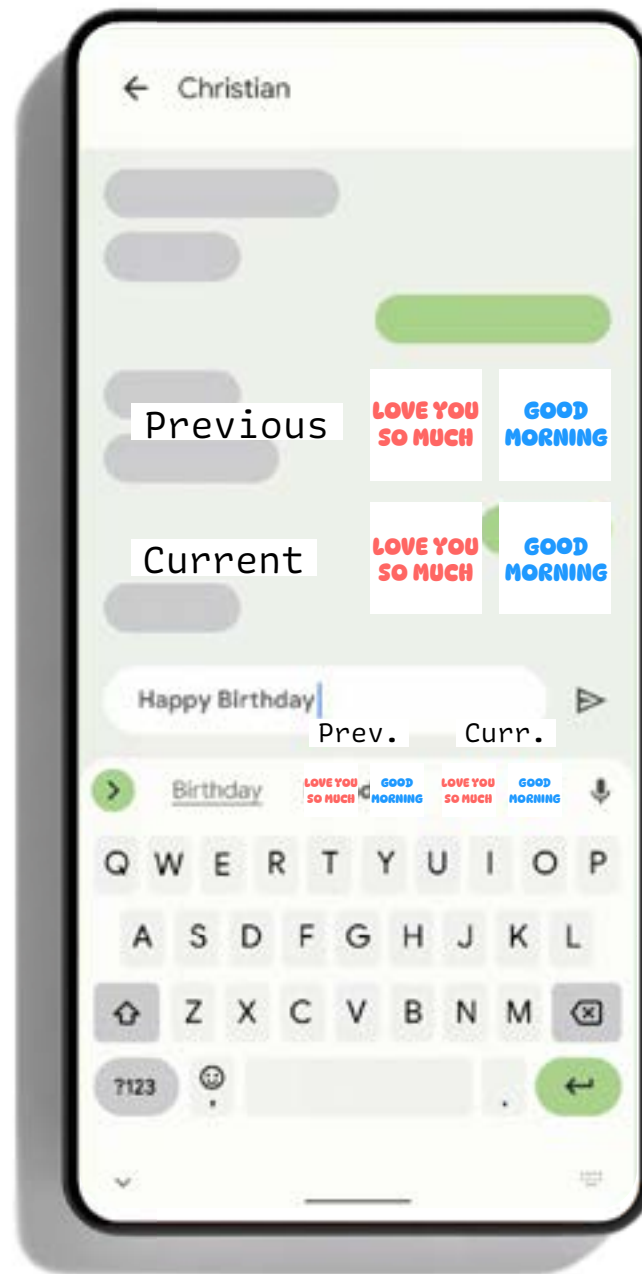 Christian
Previous
LOVE YOU
SO MUCH
GOOD
MORNING
Current
LOVE YOU
SO MUCH
GOOD
MORNING
Happy Birthday
Prev.
Curr.
Birthday
LOVE YOU
SO MUCH
GOOD
MORNING
LOVE YOU
SO MUCH
GOOD
MORNING
Q W E R T Y U I O P
A S D F G H J K L
Z X C V B N M
?123 , .